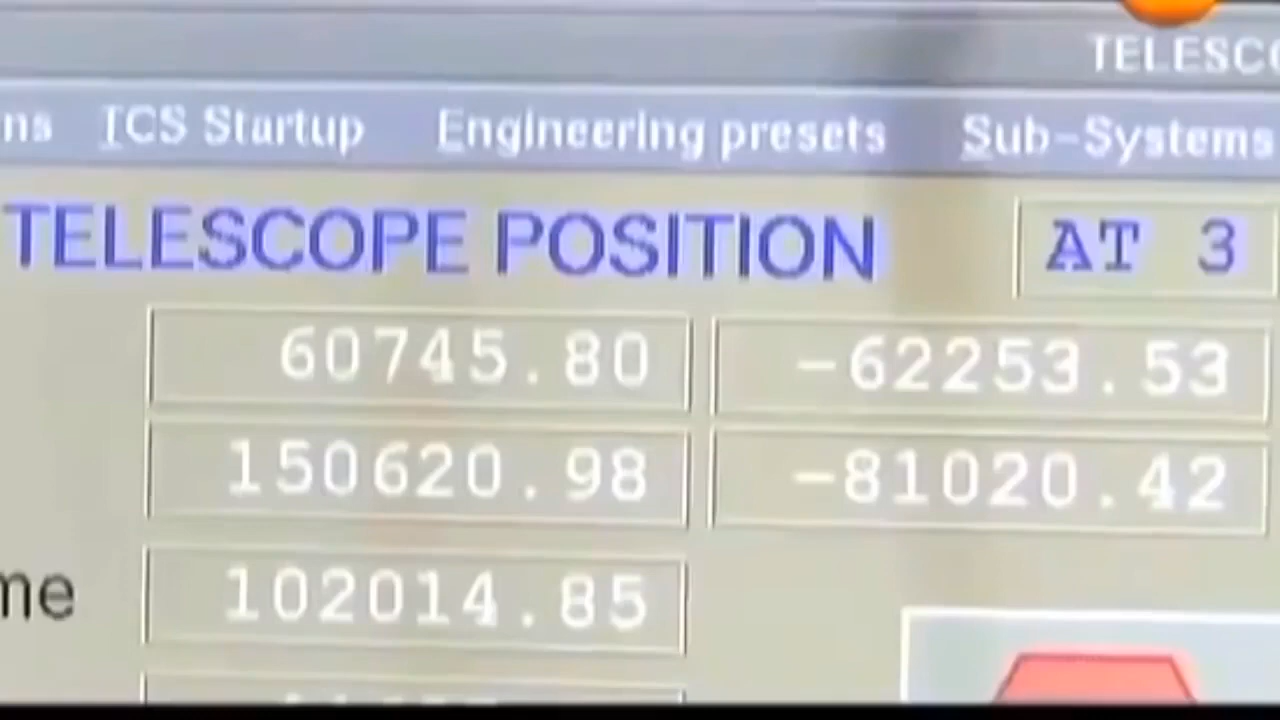 TELESCO
ns ICS Startup Engineering presets Sub-Systems
TELESCOPE POSITION AT 3
60745.80 -62253.53
150620.98 -81020.42
me 102014.85